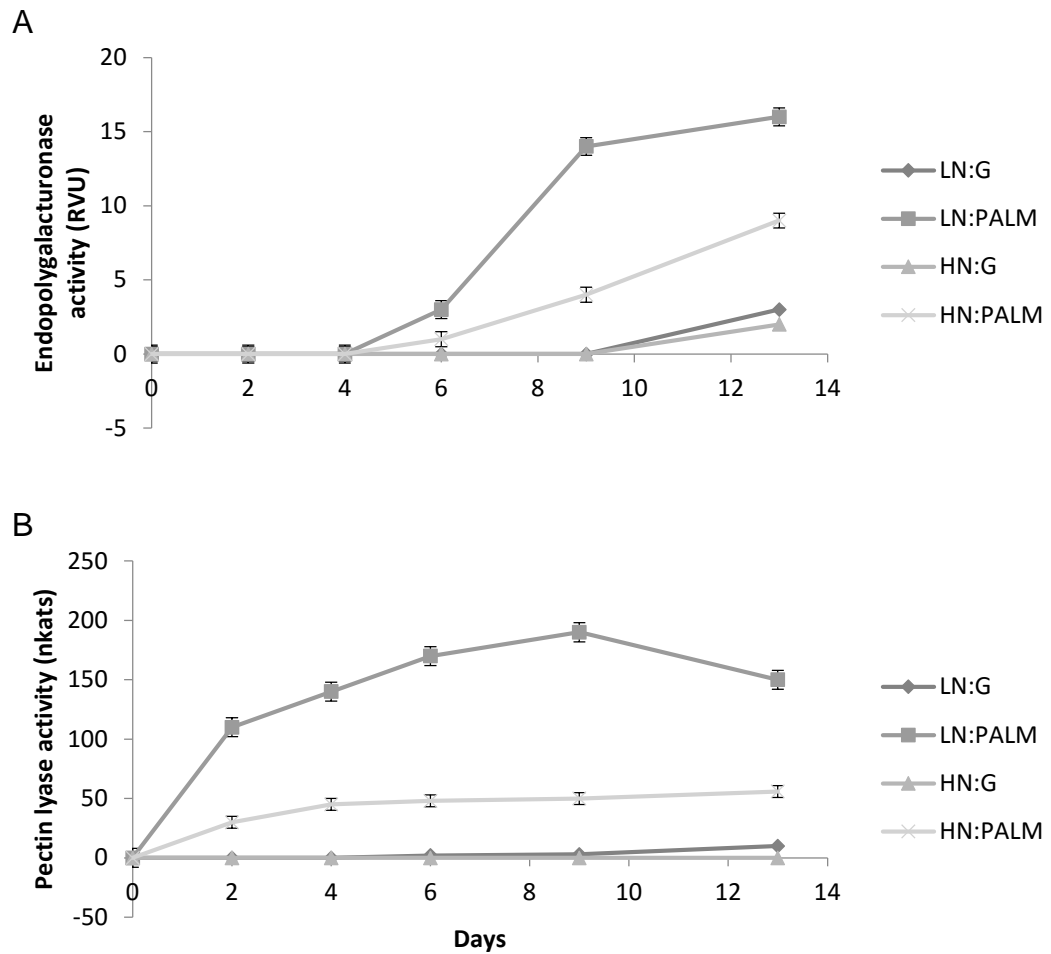 A
Endopolygalacturonase
activity (RVU)
20
15
10
5
0
-5
0 2 4 6 8 10 12 14
LN:G
LN:PALM
HN:G
HN:PALM
B
Pectin lyase activity (nkats)
250
200
150
100
50
0
-50
0 2 4 6 8 10 12 14
Days
LN:G
LN:PALM
HN:G
HN:PALM